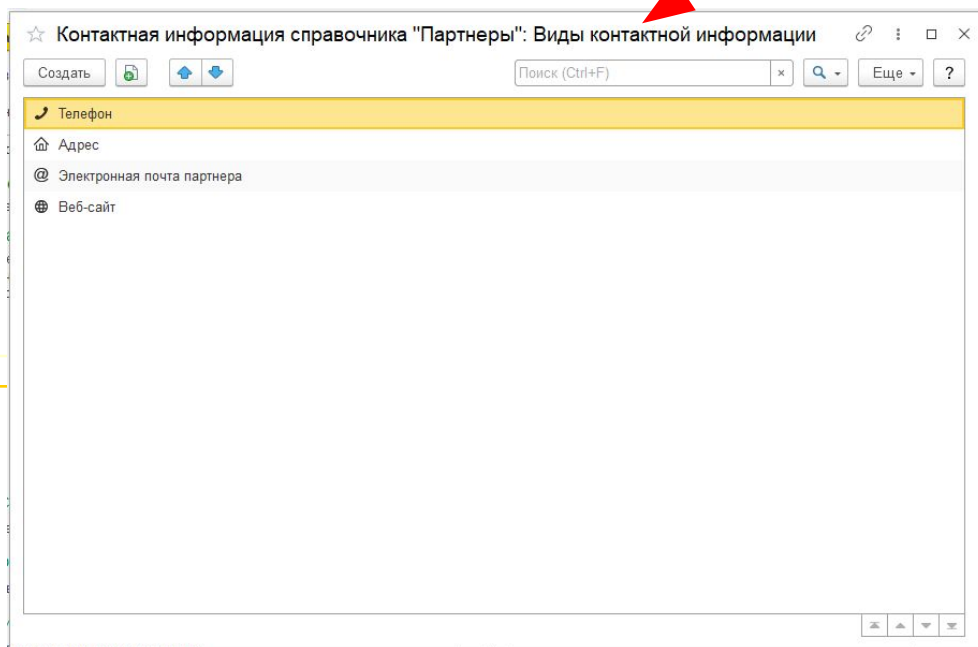 Контактная информация справочника "Партнеры": Виды контактной информации
Создать Поиск (Ctrl+F) × Еще ?
Телефон
Адрес
@ Электронная почта партнера
Веб-сайт